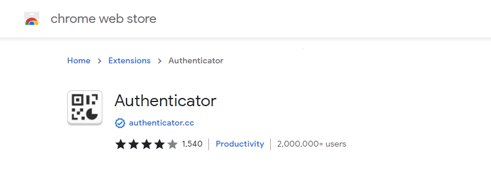 chrome web store
Home > Extensions > Authenticator
Authenticator
authenticator.cc
1,540 | Productivity | 2,000,000+ users